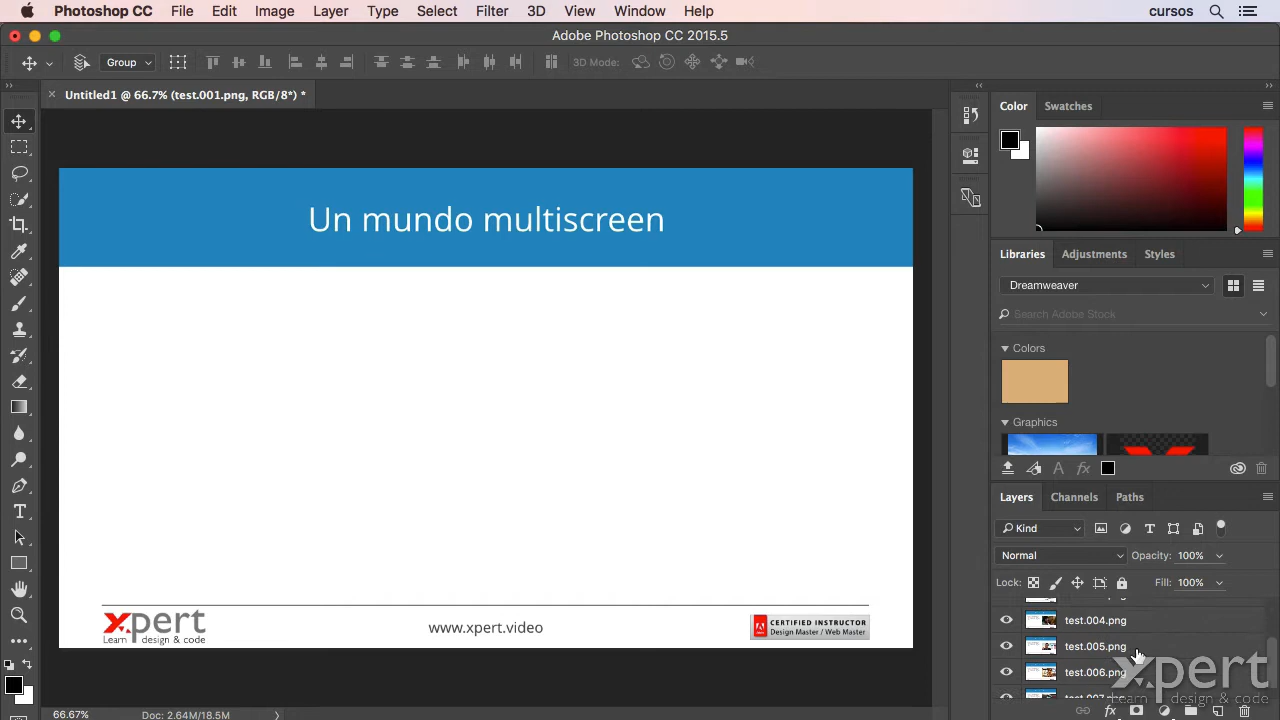 Photoshop CC File Edit Image Layer Type Select Filter 3D View Window Help cursos
Adobe Photoshop CC 2015.5
Group 3D Mode:
Untitled1 @ 66.7% (test.001.png, RGB/8*) *
Color Swatches
Un mundo multiscreen
Libraries Adjustments Styles
Dreamweaver
Search Adobe Stock
Colors
Graphics
Layers Channels Paths
Kind
Normal Opacity: 100%
Lock: Fill: 100%
test.004.png
test.005.png
test.006.png
test.007.png
xpert
Learn design & code
www.xpert.video
CERTIFIED INSTRUCTOR
Design Master / Web Master
xpert
Learn design & code
66.67% Doc: 2.64M/18.5M